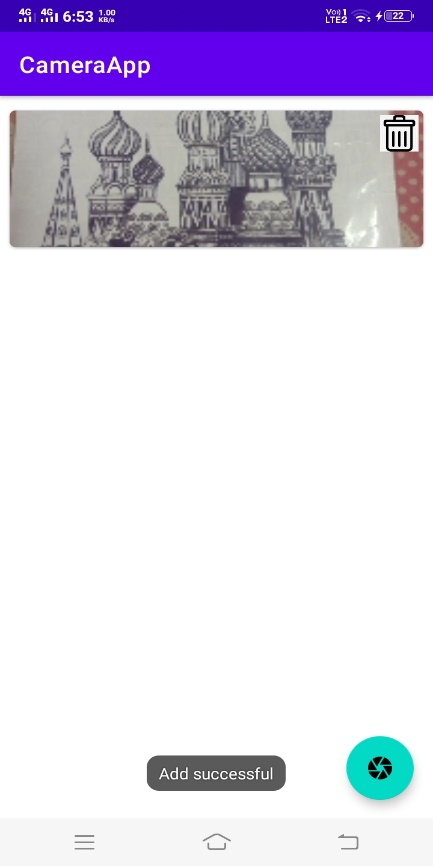 4G 4G 6:53 1.00 KB/s Vo)) 1 LTE2 22
CameraApp
Add successful